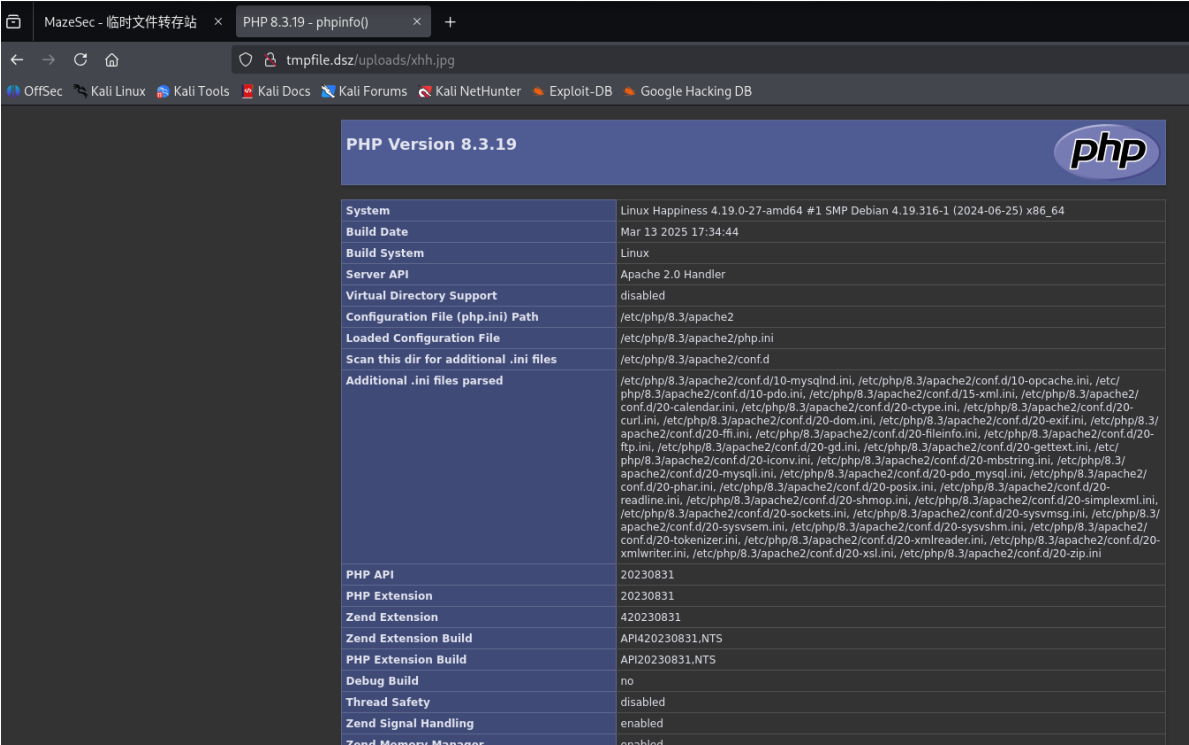 MazeSec - 临时文件转存站
PHP 8.3.19 - phpinfo()
tmpfile.dsz/uploads/xhh.jpg
OffSec Kali Linux Kali Tools Kali Docs Kali Forums Kali NetHunter Exploit-DB Google Hacking DB
PHP Version 8.3.19
php
System Linux Happiness 4.19.0-27-amd64 #1 SMP Debian 4.19.316-1 (2024-06-25) x86_64
Build Date Mar 13 2025 17:34:44
Build System Linux
Server API Apache 2.0 Handler
Virtual Directory Support disabled
Configuration File (php.ini) Path /etc/php/8.3/apache2
Loaded Configuration File /etc/php/8.3/apache2/php.ini
Scan this dir for additional .ini files /etc/php/8.3/apache2/conf.d
Additional .ini files parsed /etc/php/8.3/apache2/conf.d/10-mysqlnd.ini, /etc/php/8.3/apache2/conf.d/10-opcache.ini, /etc/
php/8.3/apache2/conf.d/10-pdo.ini, /etc/php/8.3/apache2/conf.d/15-xml.ini, /etc/php/8.3/apache2/
conf.d/20-calendar.ini, /etc/php/8.3/apache2/conf.d/20-ctype.ini, /etc/php/8.3/apache2/conf.d/20-
curl.ini, /etc/php/8.3/apache2/conf.d/20-dom.ini, /etc/php/8.3/apache2/conf.d/20-exif.ini, /etc/php/8.3/
apache2/conf.d/20-ffi.ini, /etc/php/8.3/apache2/conf.d/20-fileinfo.ini, /etc/php/8.3/apache2/conf.d/20-
ftp.ini, /etc/php/8.3/apache2/conf.d/20-gd.ini, /etc/php/8.3/apache2/conf.d/20-gettext.ini, /etc/
php/8.3/apache2/conf.d/20-iconv.ini, /etc/php/8.3/apache2/conf.d/20-mbstring.ini, /etc/php/8.3/
apache2/conf.d/20-mysqli.ini, /etc/php/8.3/apache2/conf.d/20-pdo_mysql.ini, /etc/php/8.3/apache2/
conf.d/20-phar.ini, /etc/php/8.3/apache2/conf.d/20-posix.ini, /etc/php/8.3/apache2/conf.d/20-
readline.ini, /etc/php/8.3/apache2/conf.d/20-shmop.ini, /etc/php/8.3/apache2/conf.d/20-simplexml.ini,
/etc/php/8.3/apache2/conf.d/20-sockets.ini, /etc/php/8.3/apache2/conf.d/20-sysvmsg.ini, /etc/php/8.3/
apache2/conf.d/20-sysvsem.ini, /etc/php/8.3/apache2/conf.d/20-sysvshm.ini, /etc/php/8.3/apache2/
conf.d/20-tokenizer.ini, /etc/php/8.3/apache2/conf.d/20-xmlreader.ini, /etc/php/8.3/apache2/conf.d/20-
xmlwriter.ini, /etc/php/8.3/apache2/conf.d/20-xsl.ini, /etc/php/8.3/apache2/conf.d/20-zip.ini
PHP API 20230831
PHP Extension 20230831
Zend Extension 420230831
Zend Extension Build API420230831,NTS
PHP Extension Build API20230831,NTS
Debug Build no
Thread Safety disabled
Zend Signal Handling enabled
Zend Memory Manager enabled